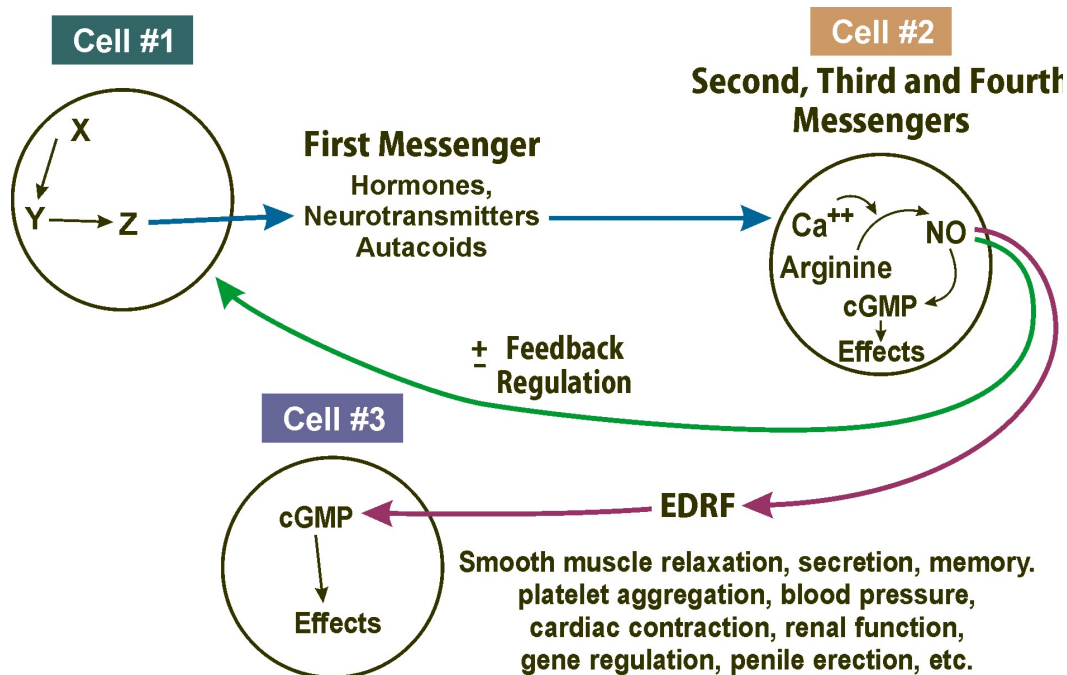 Cell #1
X
Y
Z
First Messenger
Hormones,
Neurotransmitters
Autacoids
Cell #2
Second, Third and Fourth
Messengers
Ca++
NO
Arginine
cGMP
Effects
± Feedback
Regulation
Cell #3
cGMP
Effects
EDRF
Smooth muscle relaxation, secretion, memory.
platelet aggregation, blood pressure,
cardiac contraction, renal function,
gene regulation, penile erection, etc.